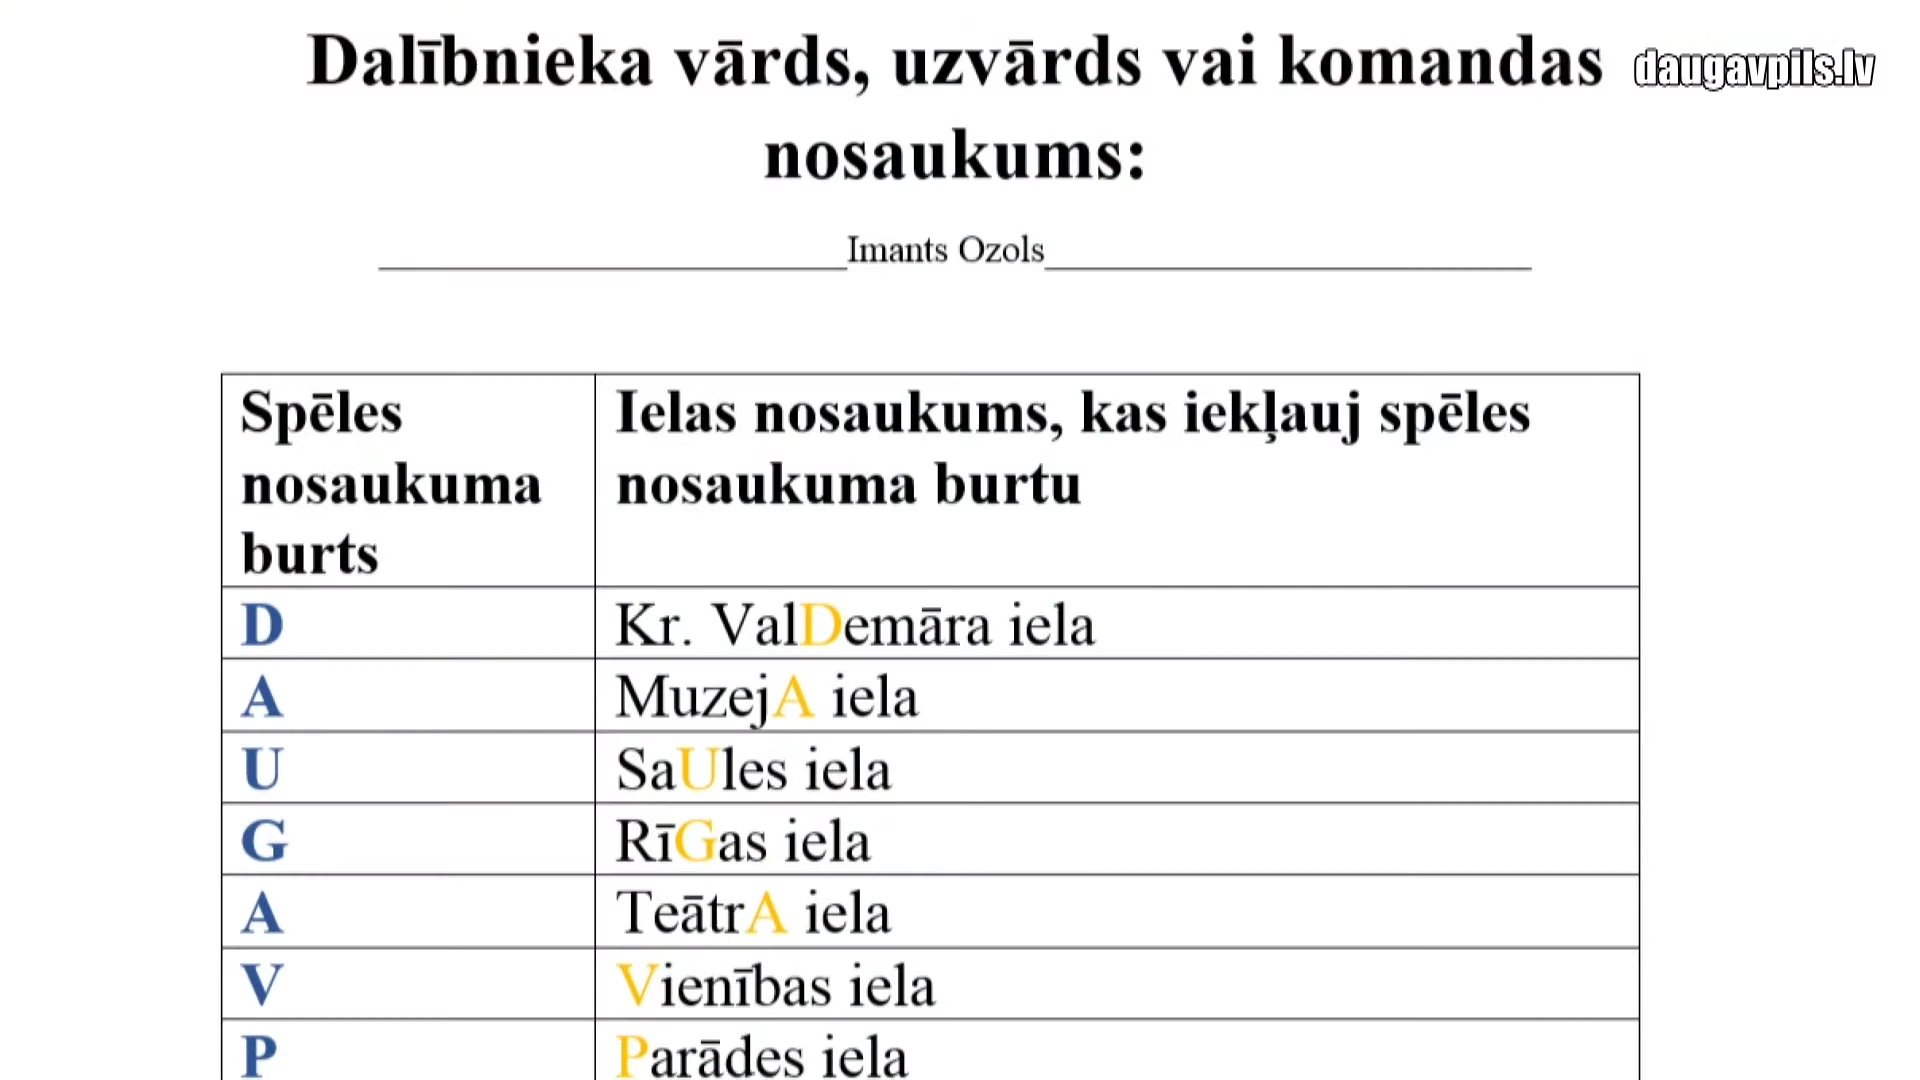 Dalībnieka vārds, uzvārds vai komandas
daugavpils.lv
nosaukums:
Imants Ozols
Spēles
nosaukuma
burts
Ielas nosaukums, kas iekļauj spēles
nosaukuma burtu
D
Kr. ValDemāra iela
A
MuzejA iela
U
SaUles iela
G
RīGas iela
A
TeātrA iela
V
Vienības iela
P
Parādes iela